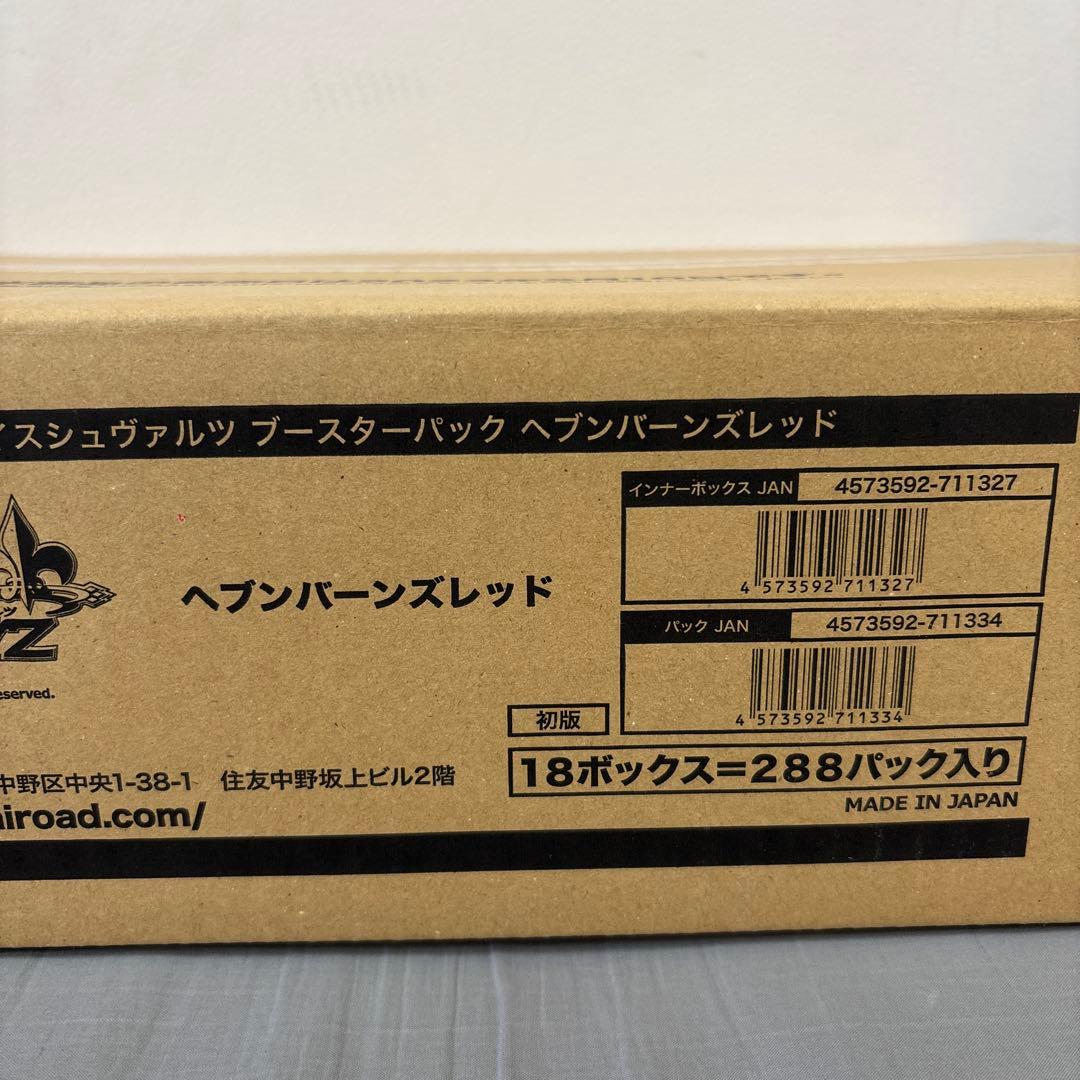 イスシュヴァルツ ブースターパック ヘブンバーンズレッド
インナーボックス JAN 4573592-711327
4 573592 711327
ヘブンバーンズレッド
パック JAN 4573592-711334
4 573592 711334
eserved.
初版
中野区中央1-38-1 住友中野坂上ビル2階
18ボックス=288パック入り
iroad.com/
MADE IN JAPAN